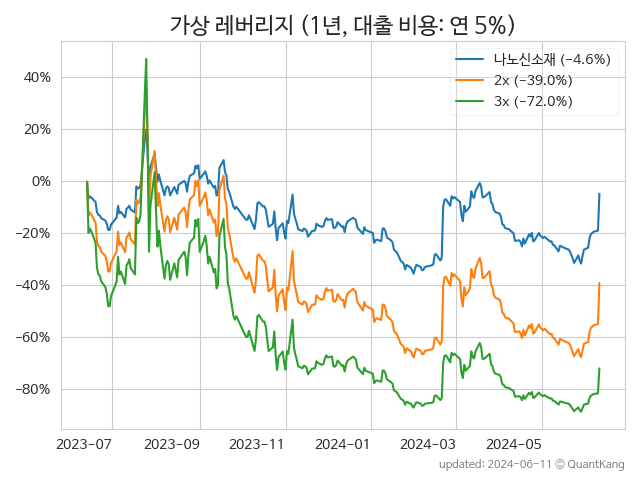 가상 레버리지 (1년, 대출 비용: 연 5%)
나노신소재 (−4.6%)
2x (−39.0%)
3x (−72.0%)
40%
20%
0%
−20%
−40%
−60%
−80%
2023-07 2023-09 2023-11 2024-01 2024-03 2024-05
updated: 2024-06-11 © QuantKang